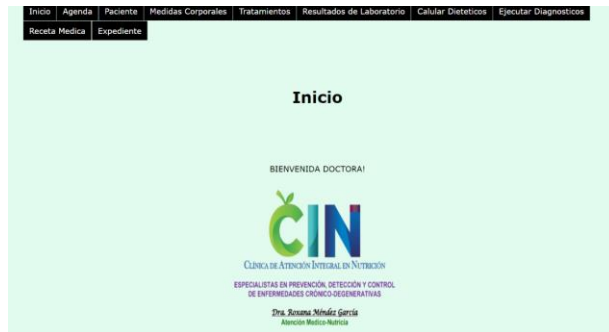 Inicio Agenda Paciente Medidas Corporales Tratamientos Resultados de Laboratorio Calular Dieteticos Ejecutar Diagnosticos
Receta Medica Expediente
Inicio
BIENVENIDA DOCTORA!
CIN
CLÍNICA DE ATENCIÓN INTEGRAL EN NUTRICIÓN
ESPECIALISTAS EN PREVENCIÓN, DETECCIÓN Y CONTROL
DE ENFERMEDADES CRÓNICO-DEGENERATIVAS
Dra. Roxana Méndez García
Atención Medico-Nutricia